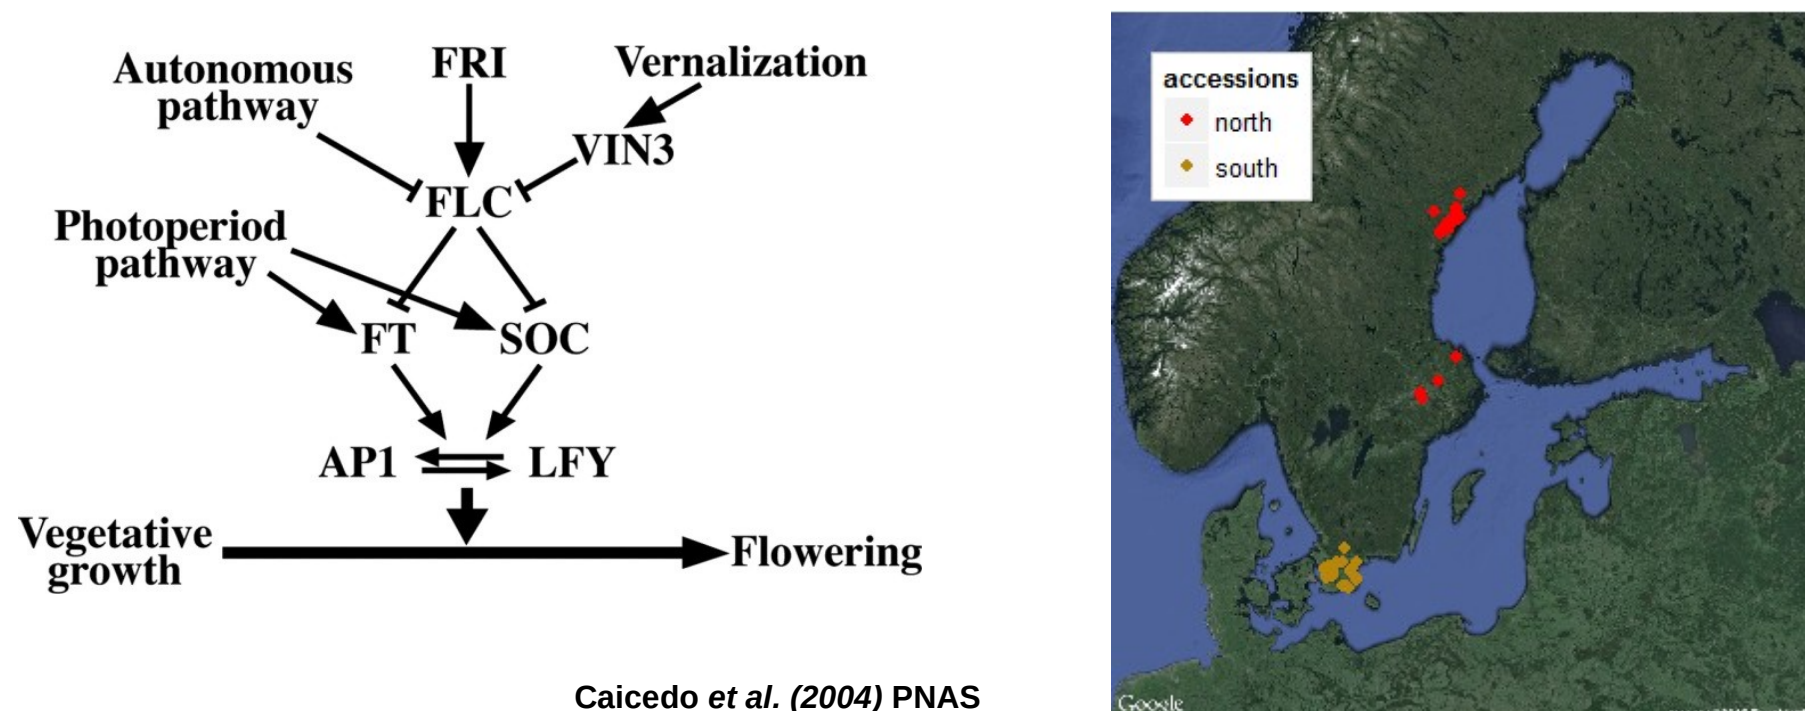 Autonomous
pathway
FRI
Vernalization
VIN3
FLC
Photoperiod
pathway
FT
SOC
AP1
LFY
Vegetative
growth
Flowering
Caicedo et al. (2004) PNAS
accessions
north
south
Google